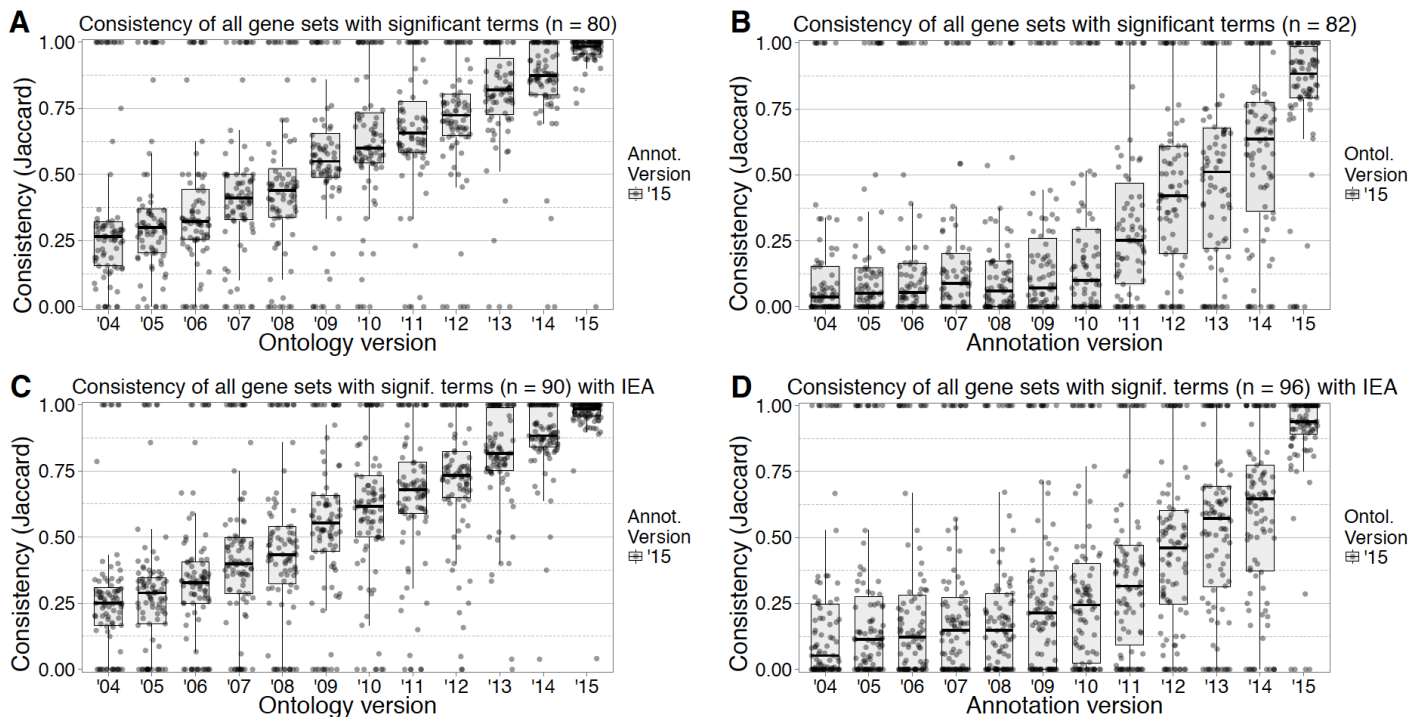 A
Consistency of all gene sets with significant terms (n = 80)
Consistency (Jaccard)
1.00
0.75
0.50
0.25
0.00
'04 '05 '06 '07 '08 '09 '10 '11 '12 '13 '14 '15
Ontology version
Annot.
Version
'15
B
Consistency of all gene sets with significant terms (n = 82)
Consistency (Jaccard)
1.00
0.75
0.50
0.25
0.00
'04 '05 '06 '07 '08 '09 '10 '11 '12 '13 '14 '15
Annotation version
Ontol.
Version
'15
C
Consistency of all gene sets with signif. terms (n = 90) with IEA
Consistency (Jaccard)
1.00
0.75
0.50
0.25
0.00
'04 '05 '06 '07 '08 '09 '10 '11 '12 '13 '14 '15
Ontology version
Annot.
Version
'15
D
Consistency of all gene sets with signif. terms (n = 96) with IEA
Consistency (Jaccard)
1.00
0.75
0.50
0.25
0.00
'04 '05 '06 '07 '08 '09 '10 '11 '12 '13 '14 '15
Annotation version
Ontol.
Version
'15